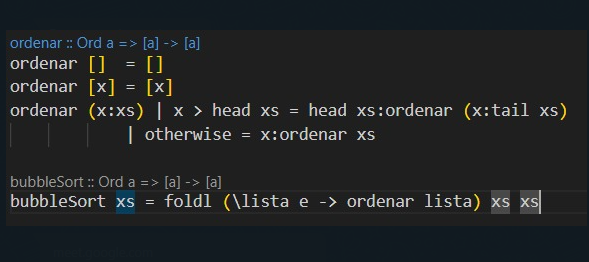 ordenar :: Ord a => [a] -> [a]
ordenar [] = []
ordenar [x] = [x]
ordenar (x:xs) | x > head xs = head xs:ordenar (x:tail xs)
| otherwise = x:ordenar xs
bubbleSort :: Ord a => [a] -> [a]
bubbleSort xs = foldl (\lista e -> ordenar lista) xs xs